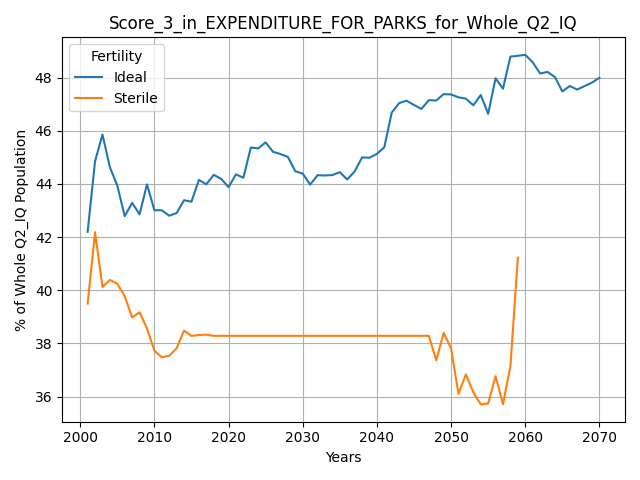 Score_3_in_EXPENDITURE_FOR_PARKS_for_Whole_Q2_IQ
Fertility
Ideal
Sterile
% of Whole Q2_IQ Population
48
46
44
42
40
38
36
2000 2010 2020 2030 2040 2050 2060 2070
Years